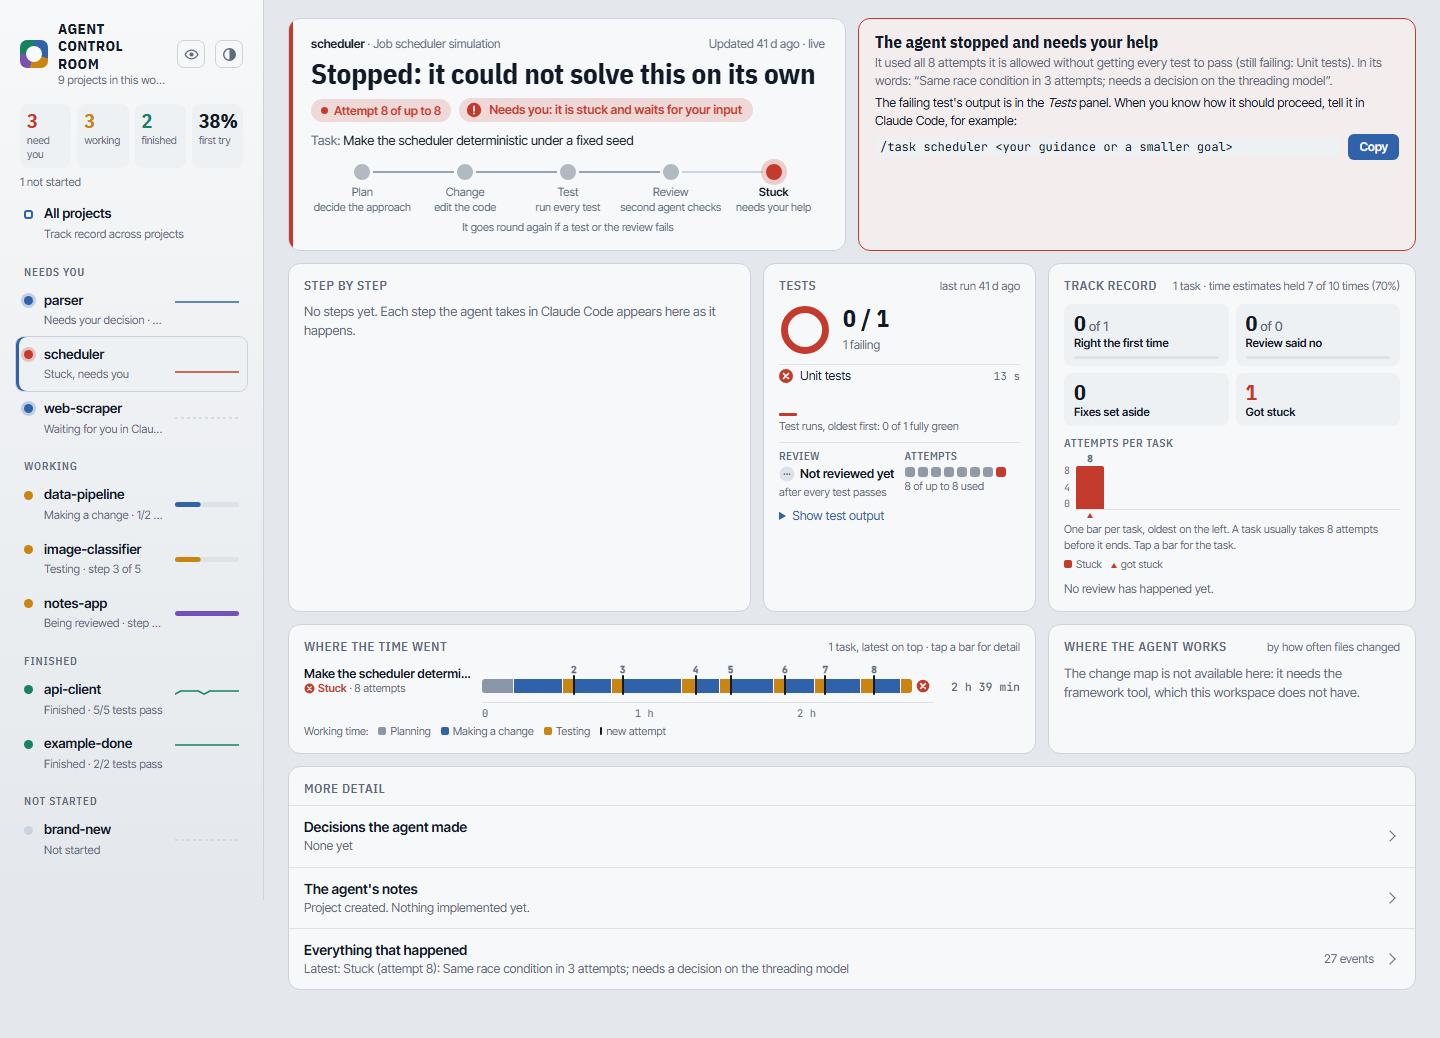 AGENT
CONTROL
ROOM
9 projects in this wo...
3 need you
3 working
2 finished
38% first try
1 not started
All projects
Track record across projects
NEEDS YOU
parser
Needs your decision · ...
scheduler
Stuck, needs you
web-scraper
Waiting for you in Clau...
WORKING
data-pipeline
Making a change · 1/2 ...
image-classifier
Testing · step 3 of 5
notes-app
Being reviewed · step ...
FINISHED
api-client
Finished · 5/5 tests pass
example-done
Finished · 2/2 tests pass
NOT STARTED
brand-new
Not started
scheduler · Job scheduler simulation
Updated 41 d ago · live
Stopped: it could not solve this on its own
Attempt 8 of up to 8
Needs you: it is stuck and waits for your input
Task: Make the scheduler deterministic under a fixed seed
Plan
decide the approach
Change
edit the code
Test
run every test
Review
second agent checks
Stuck
needs your help
It goes round again if a test or the review fails
The agent stopped and needs your help
It used all 8 attempts it is allowed without getting every test to pass (still failing: Unit tests). In its
words: “Same race condition in 3 attempts; needs a decision on the threading model”.
The failing test's output is in the Tests panel. When you know how it should proceed, tell it in
Claude Code, for example:
/task scheduler <your guidance or a smaller goal>
Copy
STEP BY STEP
No steps yet. Each step the agent takes in Claude Code appears here as it
happens.
TESTS
last run 41 d ago
0 / 1
1 failing
Unit tests
13 s
Test runs, oldest first: 0 of 1 fully green
REVIEW
Not reviewed yet
after every test passes
ATTEMPTS
8 of up to 8 used
Show test output
TRACK RECORD
1 task · time estimates held 7 of 10 times (70%)
0 of 1
Right the first time
0 of 0
Review said no
0
Fixes set aside
1
Got stuck
ATTEMPTS PER TASK
8
8
4
0
One bar per task, oldest on the left. A task usually takes 8 attempts
before it ends. Tap a bar for the task.
Stuck
got stuck
No review has happened yet.
WHERE THE TIME WENT
1 task, latest on top · tap a bar for detail
Make the scheduler determi...
Stuck · 8 attempts
2 3 4 5 6 7 8
2 h 39 min
0 1 h 2 h
Working time: Planning Making a change Testing new attempt
WHERE THE AGENT WORKS
by how often files changed
The change map is not available here: it needs the
framework tool, which this workspace does not have.
MORE DETAIL
Decisions the agent made
None yet
The agent's notes
Project created. Nothing implemented yet.
Everything that happened
Latest: Stuck (attempt 8): Same race condition in 3 attempts; needs a decision on the threading model
27 events